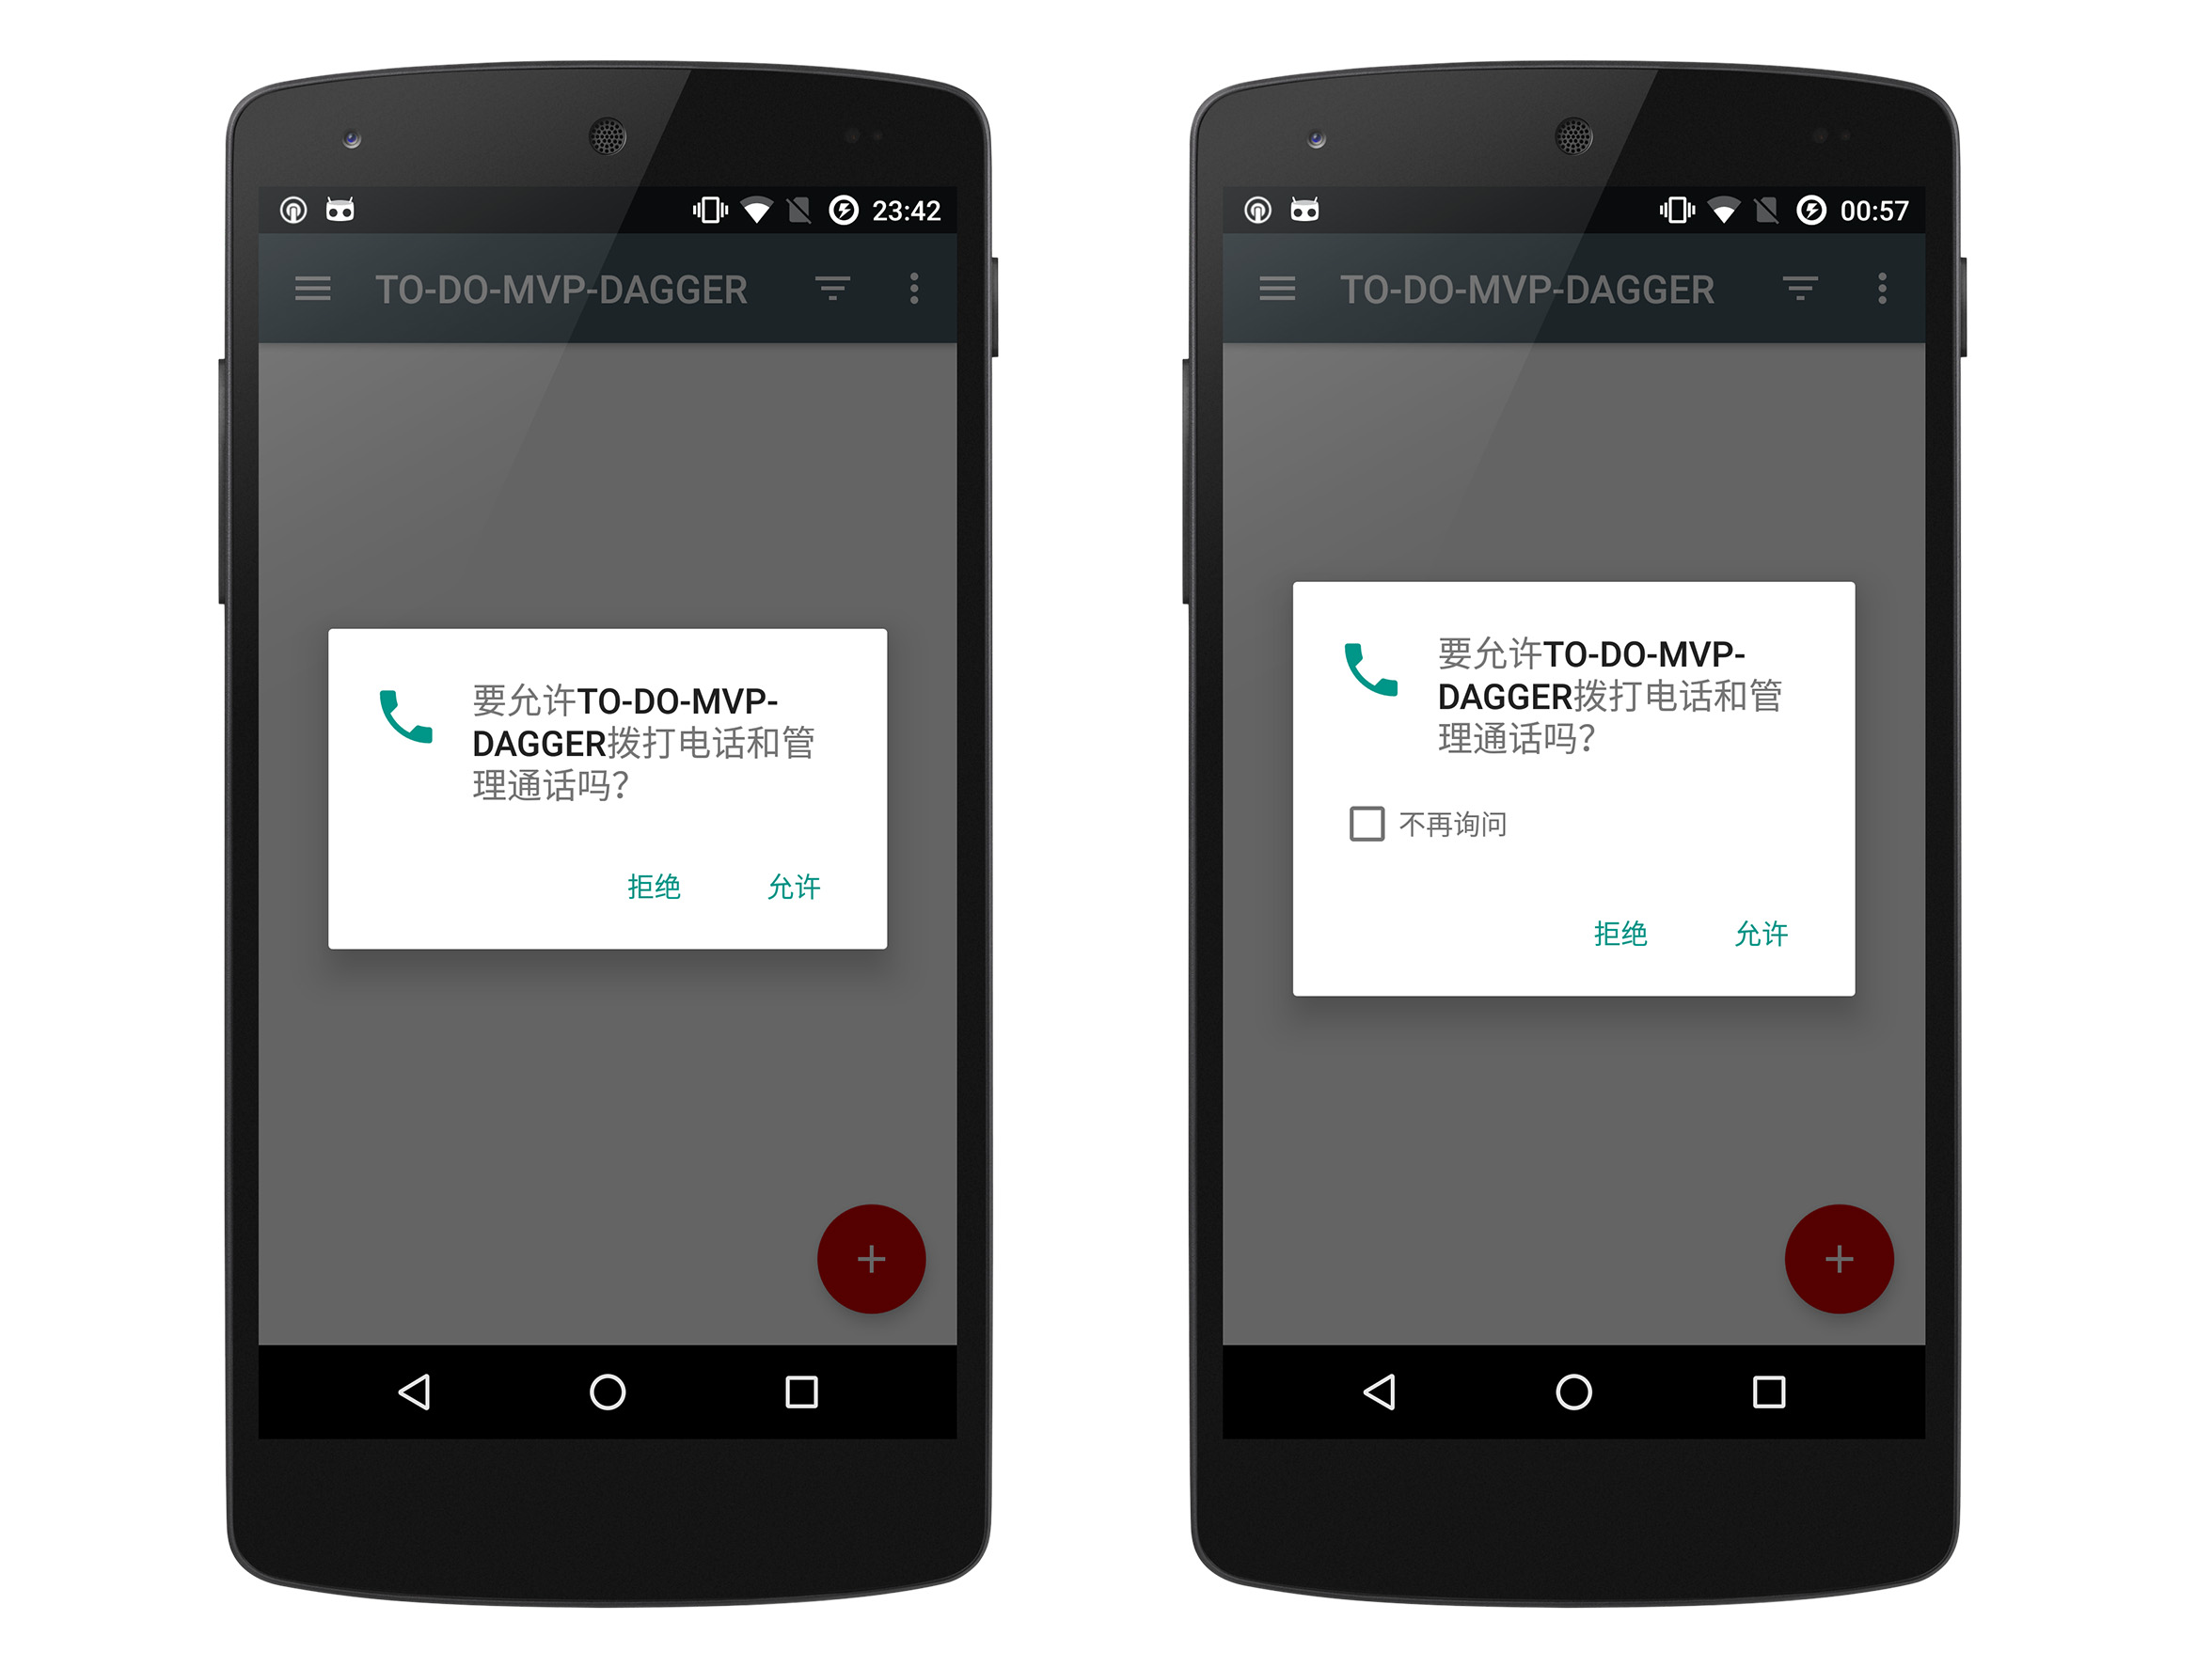 23:42
TO-DO-MVP-DAGGER
要允许TO-DO-MVP-
DAGGER拨打电话和管
理通话吗?
拒绝 允许
00:57
TO-DO-MVP-DAGGER
要允许TO-DO-MVP-
DAGGER拨打电话和管
理通话吗?
不再询问
拒绝 允许